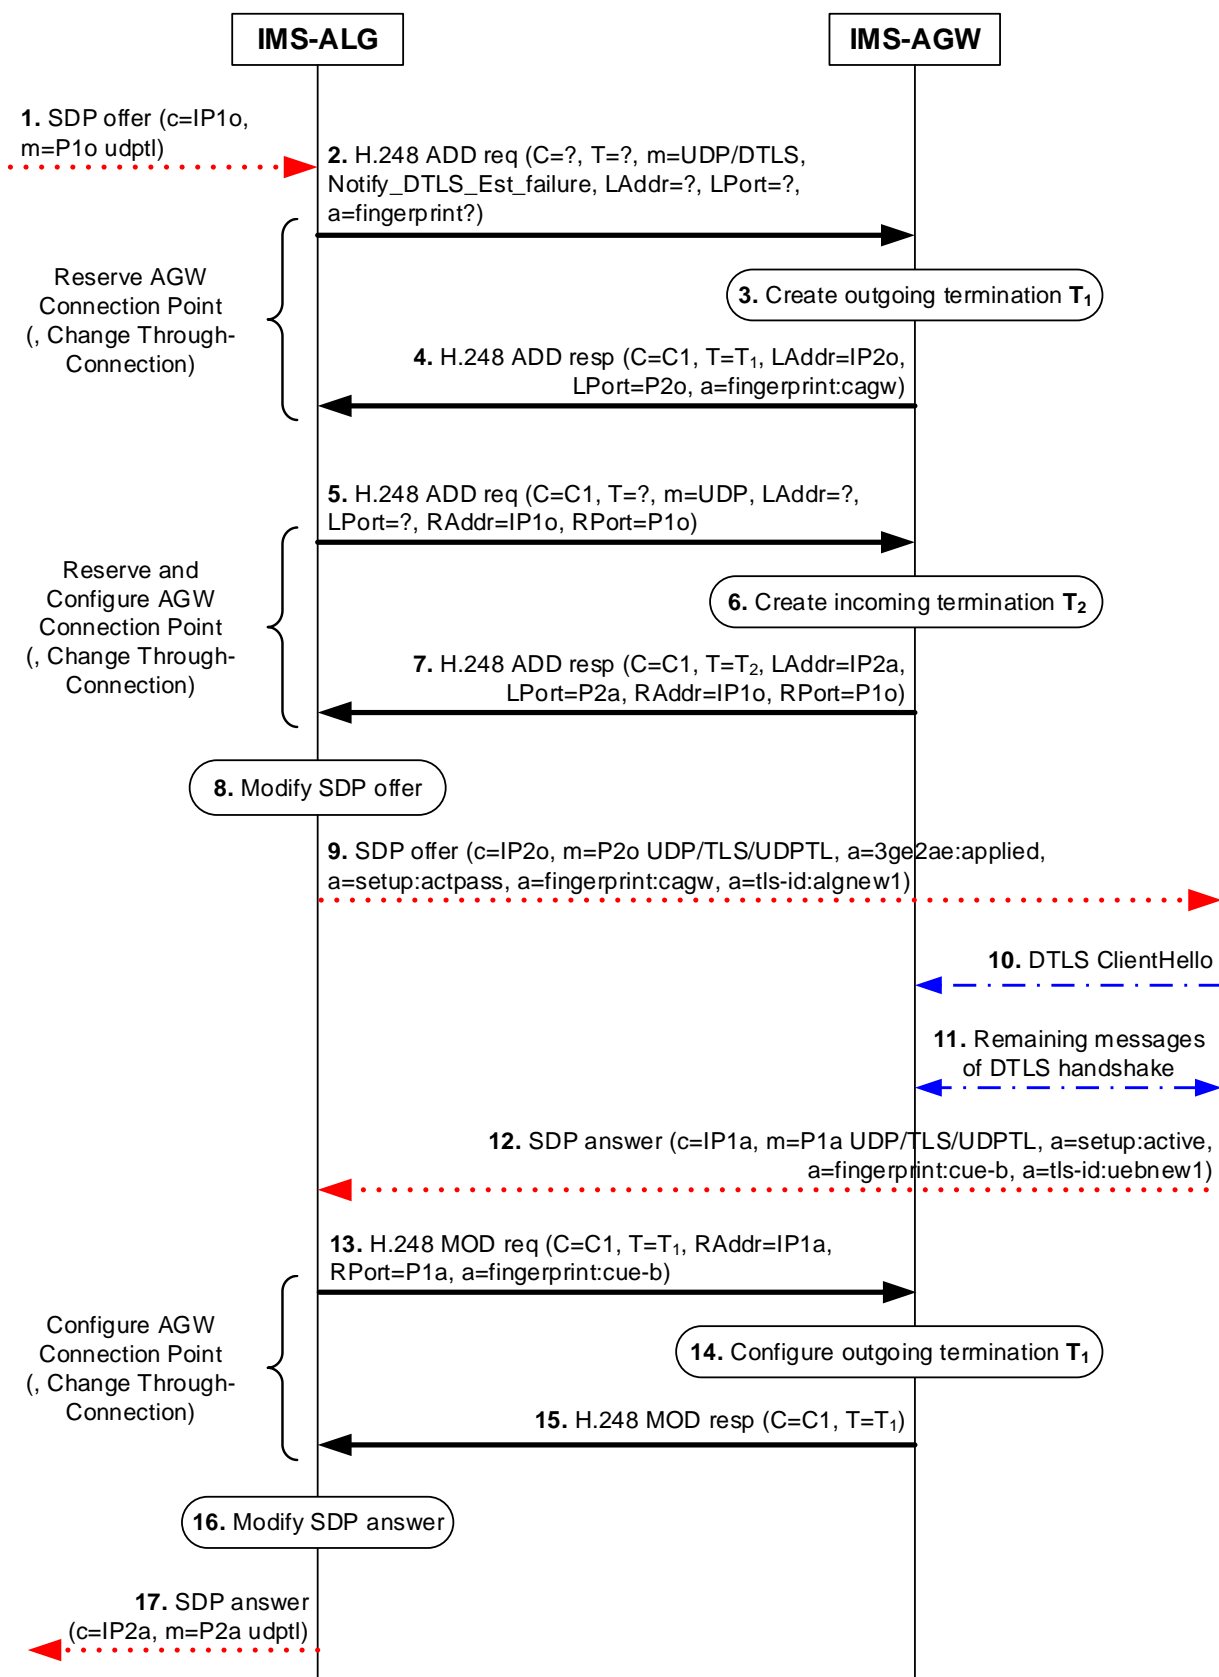 IMS-ALG
IMS-AGW
1. SDP offer (c=IP1o,
m=P1o udptl)
2. H.248 ADD req (C=?, T=?, m=UDP/DTLS,
Notify_DTLS_Est_failure, LAddr=?, LPort=?,
a=fingerprint?)
Reserve AGW
Connection Point
(, Change Through-
Connection)
3. Create outgoing termination T1
4. H.248 ADD resp (C=C1, T=T1, LAddr=IP2o,
LPort=P2o, a=fingerprint:cagw)
5. H.248 ADD req (C=C1, T=?, m=UDP, LAddr=?,
LPort=?, RAddr=IP1o, RPort=P1o)
Reserve and
Configure AGW
Connection Point
(, Change Through-
Connection)
6. Create incoming termination T2
7. H.248 ADD resp (C=C1, T=T2, LAddr=IP2a,
LPort=P2a, RAddr=IP1o, RPort=P1o)
8. Modify SDP offer
9. SDP offer (c=IP2o, m=P2o UDP/TLS/UDPTL, a=3ge2ae:applied,
a=setup:actpass, a=fingerprint:cagw, a=tls-id:algnew1)
10. DTLS ClientHello
11. Remaining messages
of DTLS handshake
12. SDP answer (c=IP1a, m=P1a UDP/TLS/UDPTL, a=setup:active,
a=fingerprint:cue-b, a=tls-id:uebnew1)
13. H.248 MOD req (C=C1, T=T1, RAddr=IP1a,
RPort=P1a, a=fingerprint:cue-b)
Configure AGW
Connection Point
(, Change Through-
Connection)
14. Configure outgoing termination T1
15. H.248 MOD resp (C=C1, T=T1)
16. Modify SDP answer
17. SDP answer
(c=IP2a, m=P2a udptl)